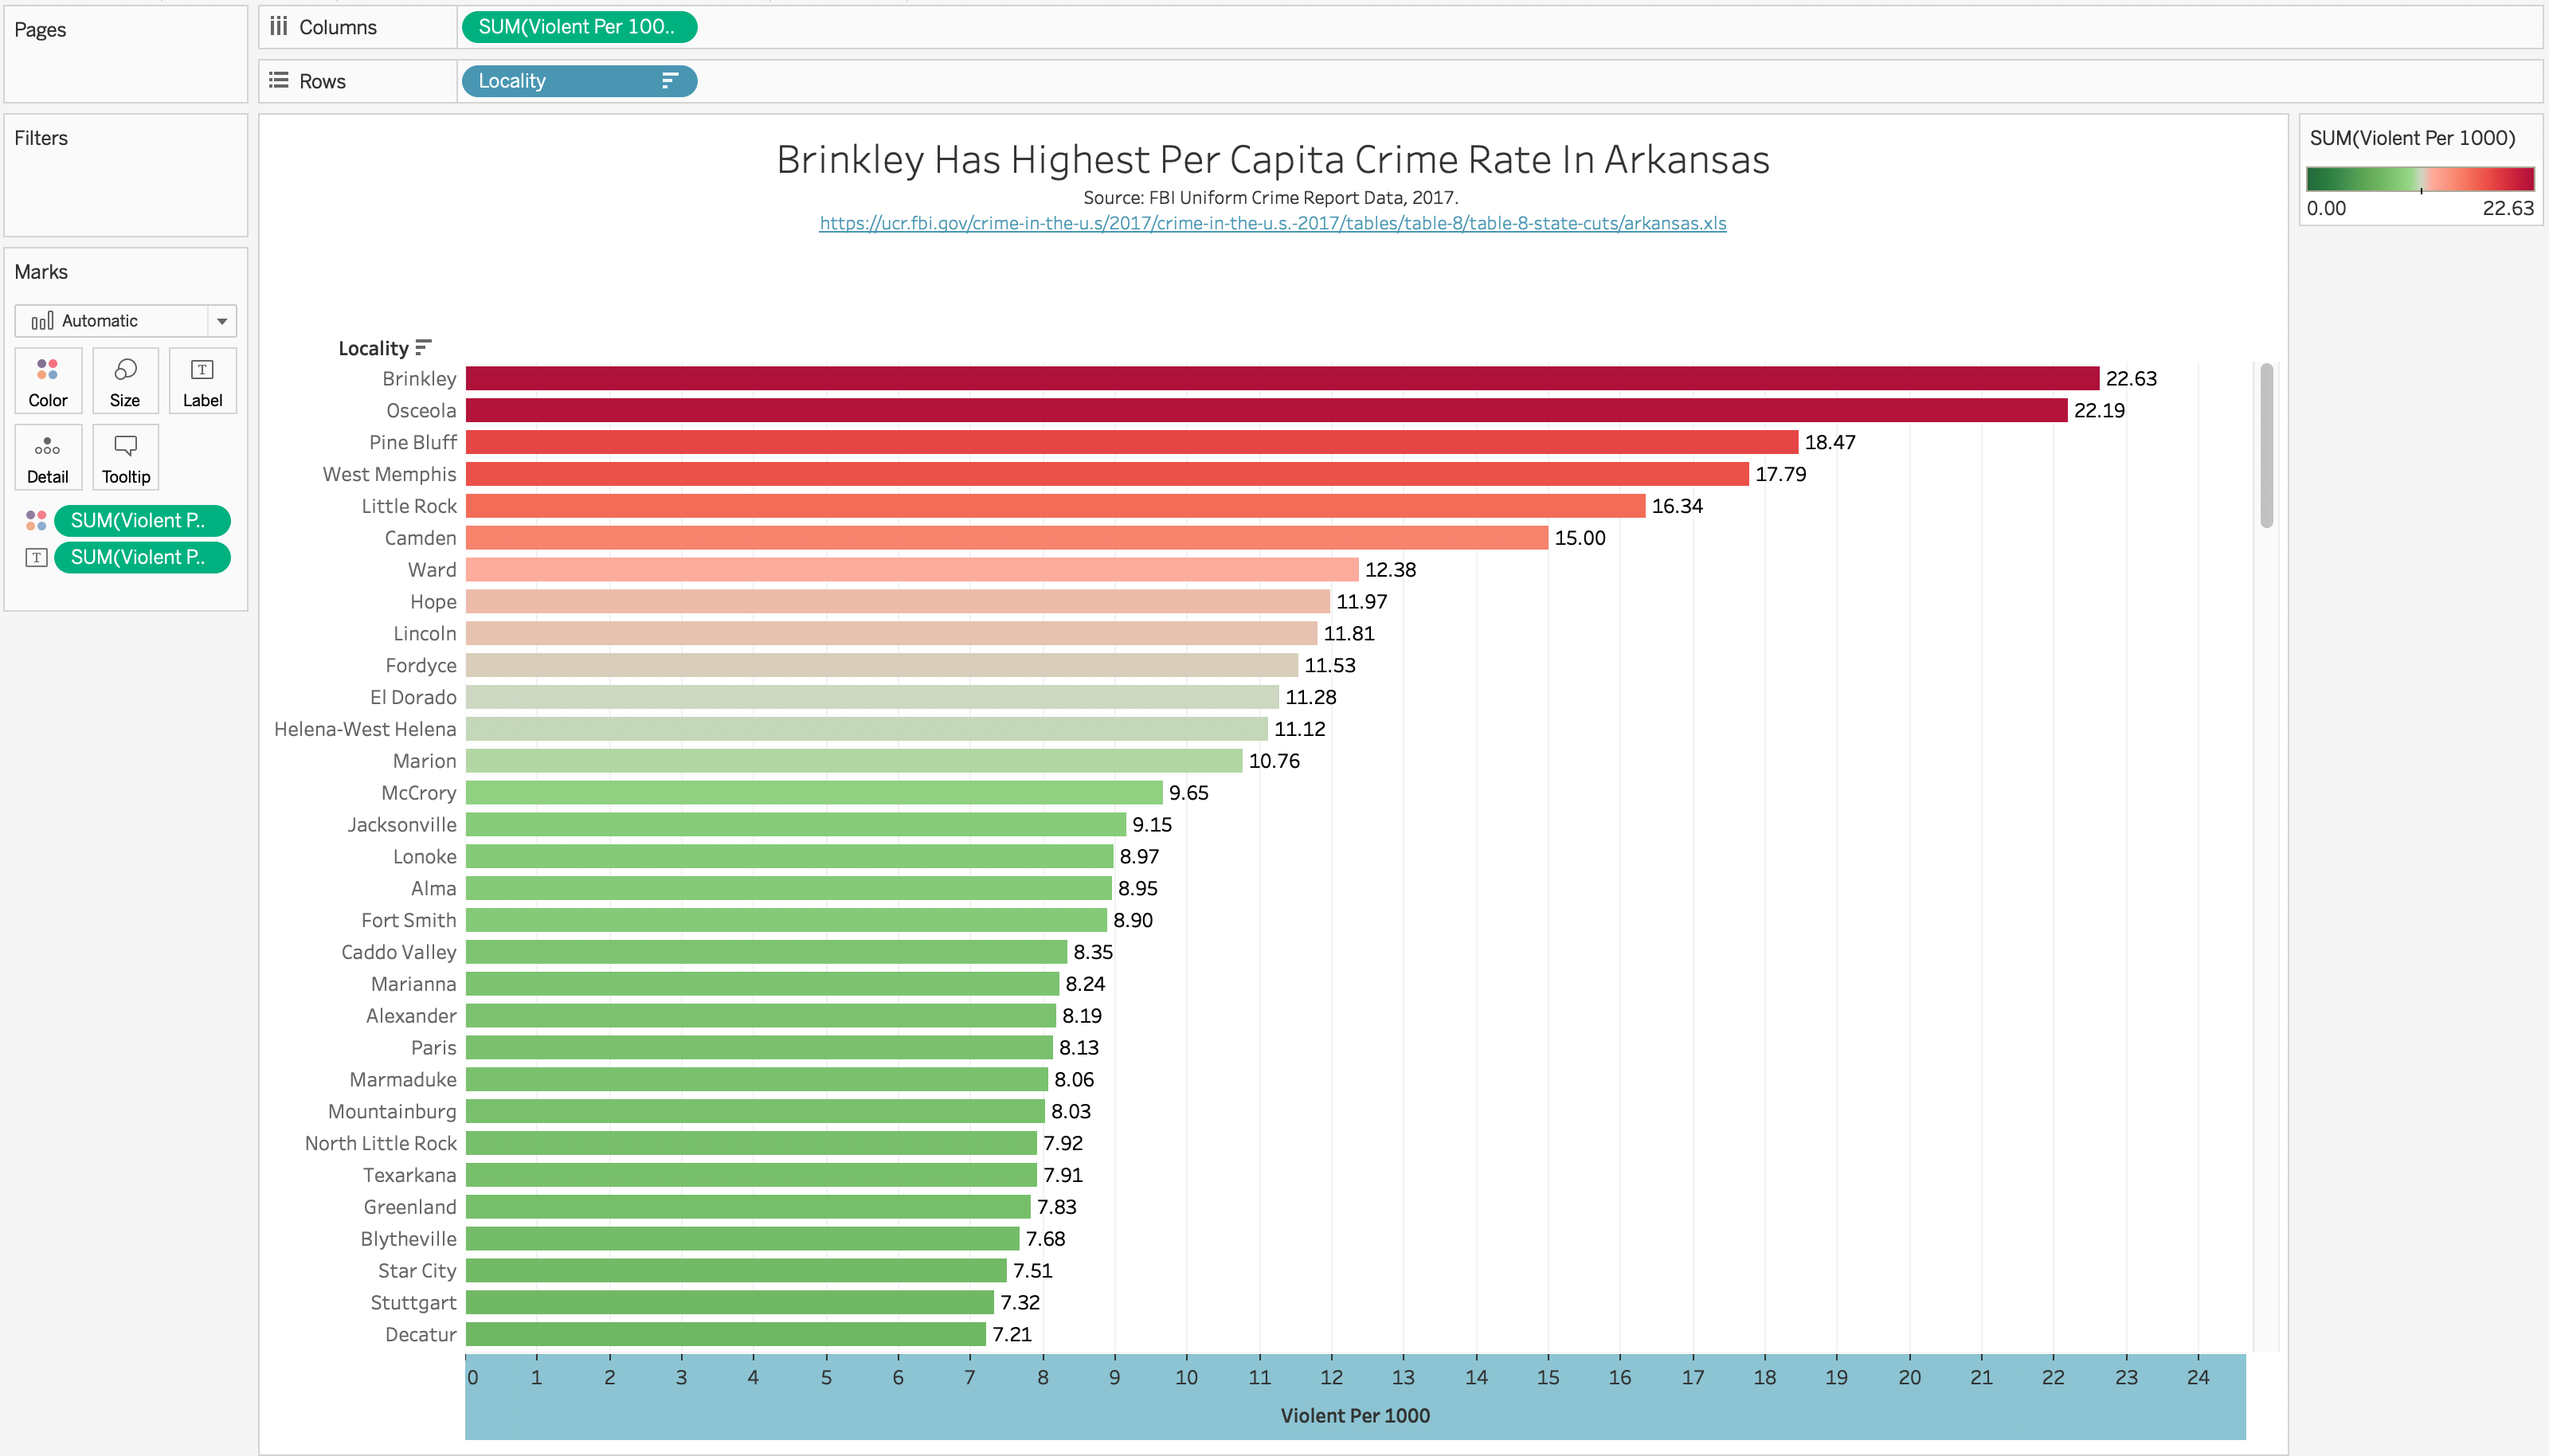 Pages
Columns SUM(Violent Per 100..
Rows Locality
Filters
Marks
Automatic
Color Size Label
Detail Tooltip
SUM(Violent P..
SUM(Violent P..
Brinkley Has Highest Per Capita Crime Rate In Arkansas
Source: FBI Uniform Crime Report Data, 2017.
https://ucr.fbi.gov/crime-in-the-u.s/2017/crime-in-the-u.s.-2017/tables/table-8/table-8-state-cuts/arkansas.xls
SUM(Violent Per 1000)
0.00 22.63
Locality
Brinkley 22.63
Osceola 22.19
Pine Bluff 18.47
West Memphis 17.79
Little Rock 16.34
Camden 15.00
Ward 12.38
Hope 11.97
Lincoln 11.81
Fordyce 11.53
El Dorado 11.28
Helena-West Helena 11.12
Marion 10.76
McCrory 9.65
Jacksonville 9.15
Lonoke 8.97
Alma 8.95
Fort Smith 8.90
Caddo Valley 8.35
Marianna 8.24
Alexander 8.19
Paris 8.13
Marmaduke 8.06
Mountainburg 8.03
North Little Rock 7.92
Texarkana 7.91
Greenland 7.83
Blytheville 7.68
Star City 7.51
Stuttgart 7.32
Decatur 7.21
0 1 2 3 4 5 6 7 8 9 10 11 12 13 14 15 16 17 18 19 20 21 22 23 24
Violent Per 1000